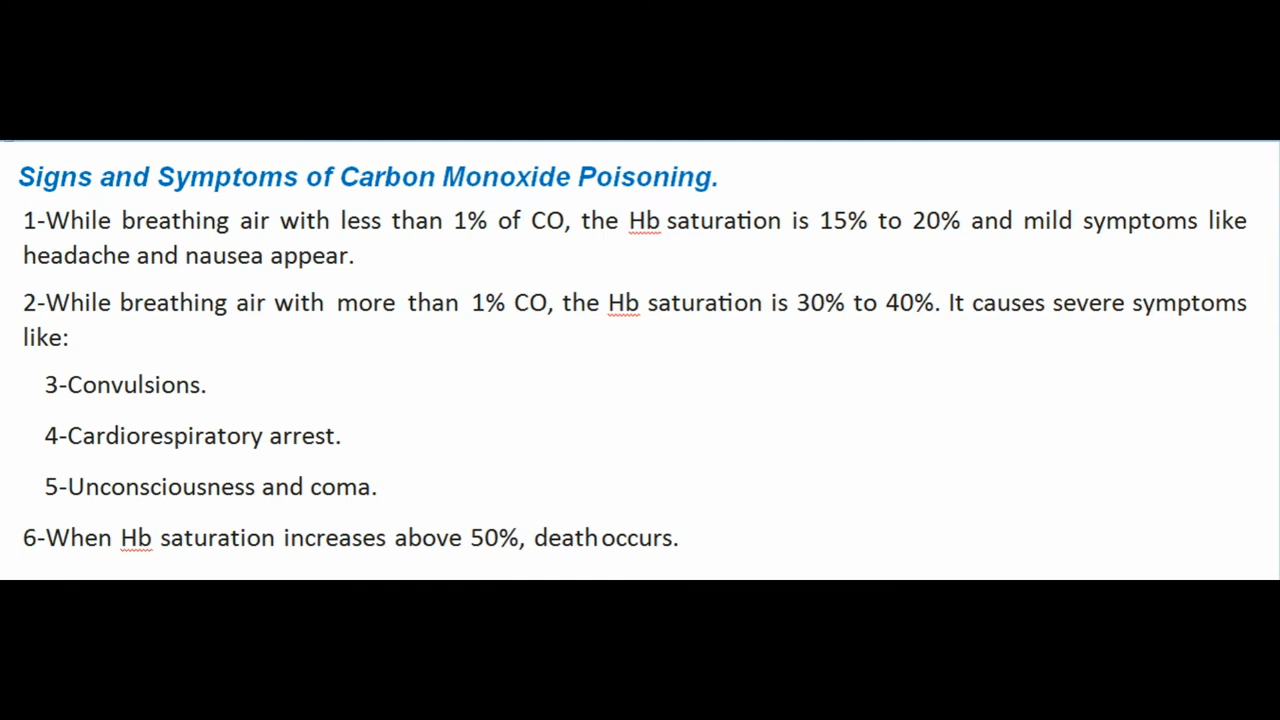 Signs and Symptoms of Carbon Monoxide Poisoning.
1-While breathing air with less than 1% of CO, the Hb saturation is 15% to 20% and mild symptoms like
headache and nausea appear.
2-While breathing air with more than 1% CO, the Hb saturation is 30% to 40%. It causes severe symptoms
like:
3-Convulsions.
4-Cardiorespiratory arrest.
5-Unconsciousness and coma.
6-When Hb saturation increases above 50%, death occurs.